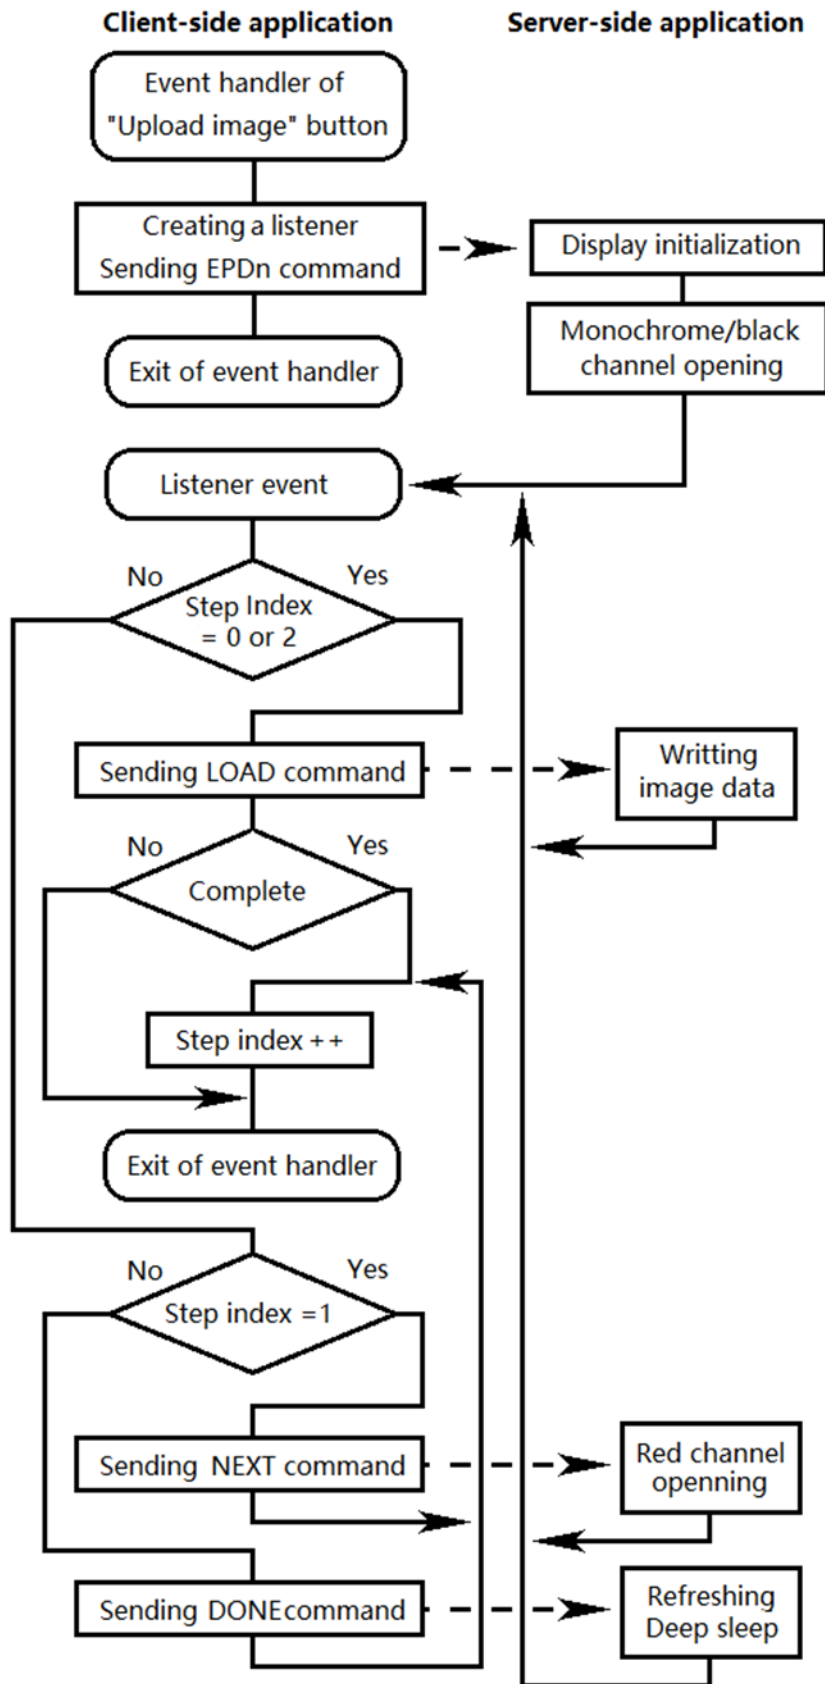 Client-side application
Server-side application
Event handler of
"Upload image" button
Creating a listener
Sending EPDn command
Display initialization
Monochrome/black
channel opening
Exit of event handler
Listener event
No
Yes
Step Index
= 0 or 2
Sending LOAD command
Writting
image data
No
Yes
Complete
Step index ++
Exit of event handler
No
Yes
Step index =1
Sending NEXT command
Red channel
openning
Sending DONE command
Refreshing
Deep sleep